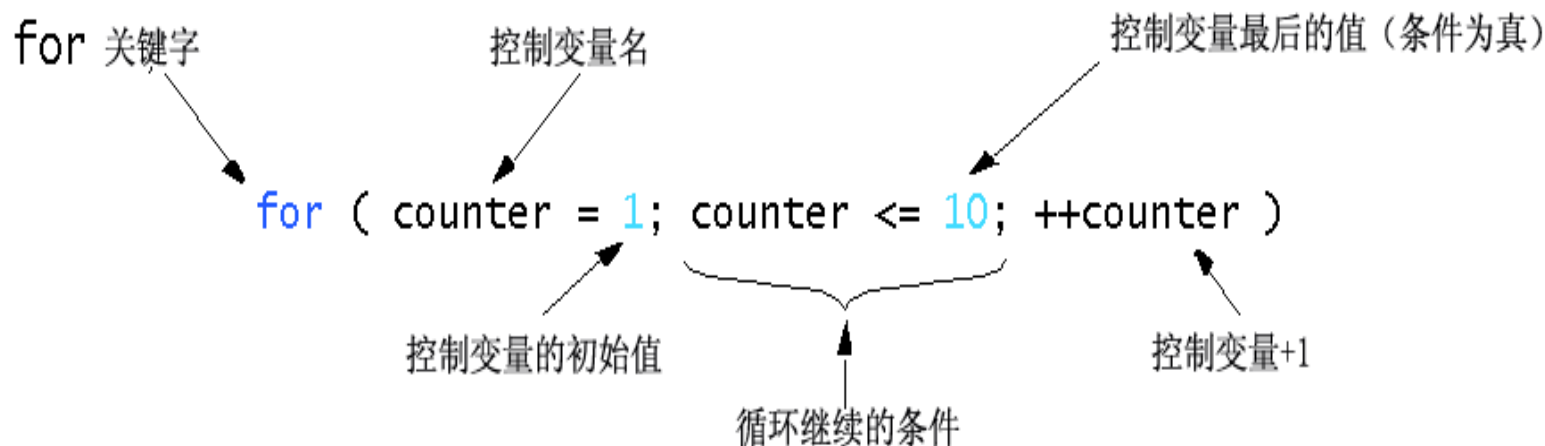 for 关键字
控制变量名
控制变量最后的值（条件为真）
for ( counter = 1; counter <= 10; ++counter )
控制变量的初始值
控制变量+1
循环继续的条件